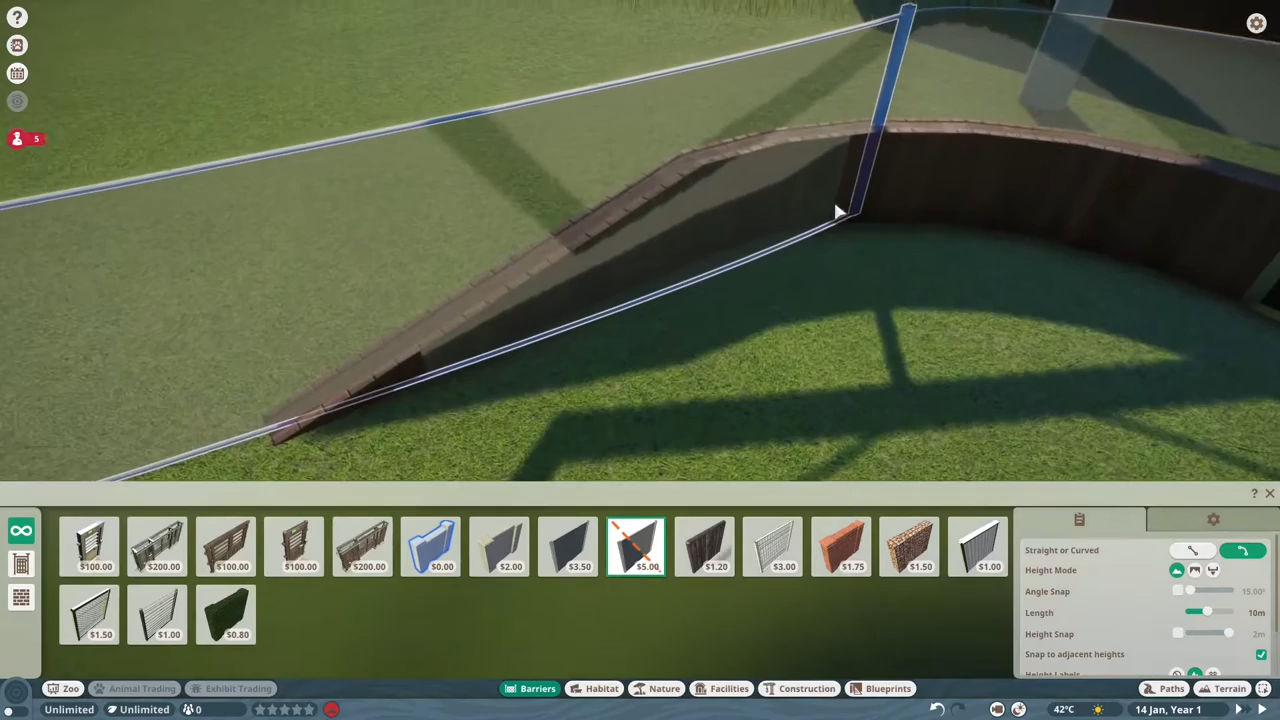 ?
5
? ×
$100.00 $200.00 $100.00 $100.00 $200.00 $0.00 $2.00 $3.50 $5.00 $1.20 $3.00 $1.75 $1.50 $1.00
$1.50 $1.00 $0.80
Straight or Curved
Height Mode
Angle Snap 15.00°
Length 10m
Height Snap 2m
Snap to adjacent heights
Height Labels
Zoo Animal Trading Exhibit Trading Barriers Habitat Nature Facilities Construction Blueprints Paths Terrain
Unlimited Unlimited 0 42°C 14 Jan, Year 1